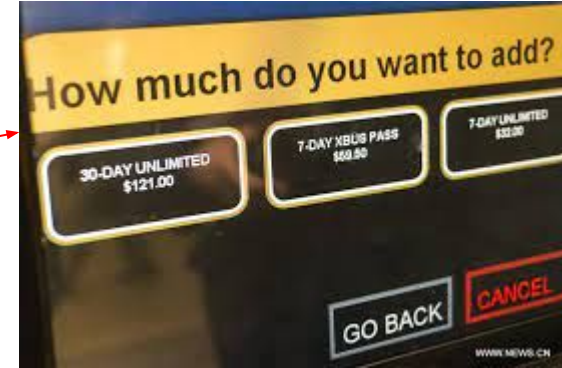 How much do you want to add?
30-DAY UNLIMITED
$121.00
7-DAY XBUS PASS
$59.50
7-DAY UNLIMITED
$32.00
GO BACK
CANCEL
WWW.NEWS.CN